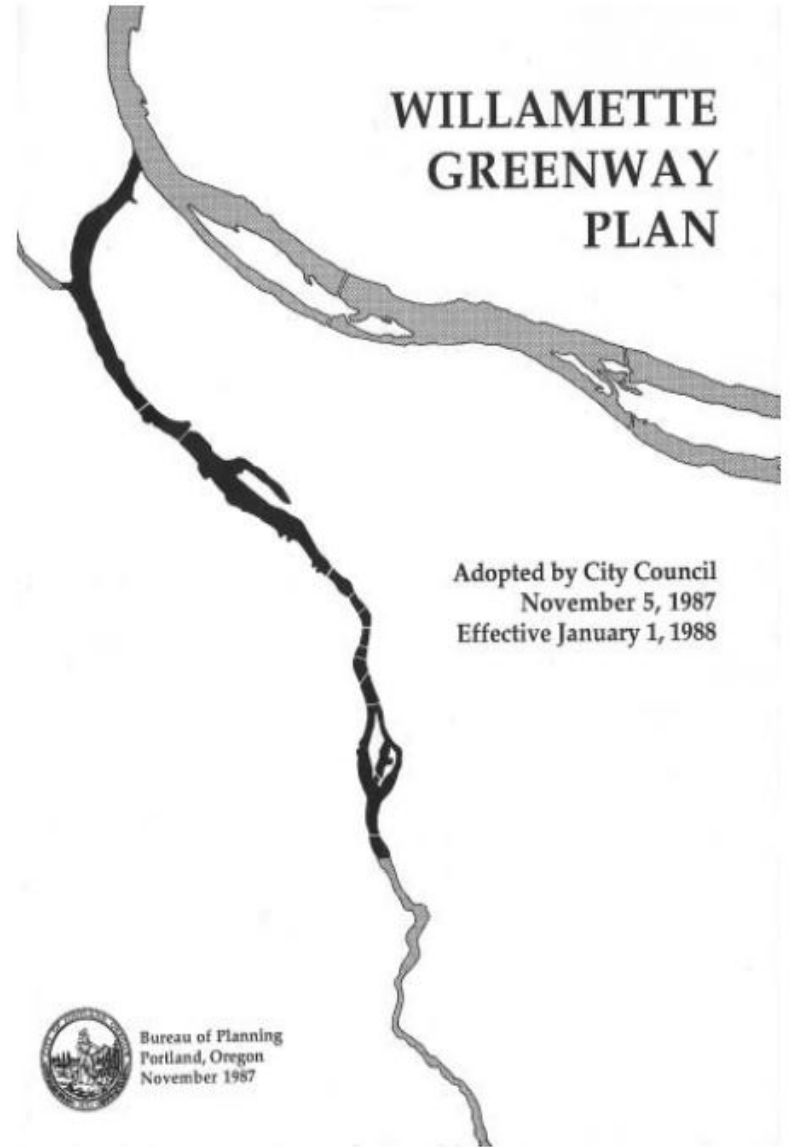 WILLAMETTE
GREENWAY
PLAN
Adopted by City Council
November 5, 1987
Effective January 1, 1988
Bureau of Planning
Portland, Oregon
November 1987